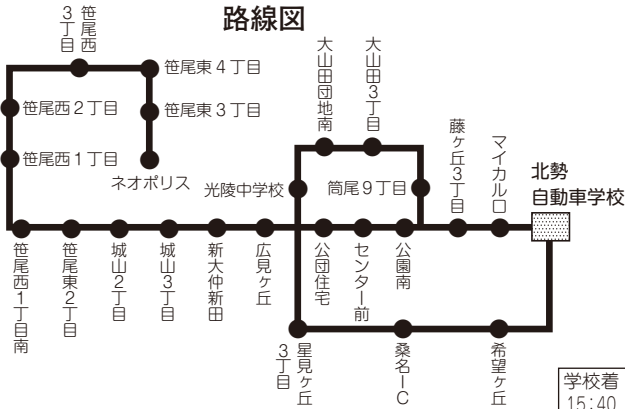 路線図
笹尾西
3丁目
笹尾東4丁目
笹尾西2丁目
笹尾東3丁目
笹尾西1丁目
ネオポリス
大山田団地南
大山田3丁目
光陵中学校
筒尾9丁目
藤ヶ丘3丁目
マイカル口
北勢
自動車学校
笹尾西1丁目南
笹尾東2丁目
城山2丁目
城山3丁目
新大仲新田
広見ヶ丘
公団住宅
センター前
公園南
星見ヶ丘
3丁目
桑名IC
希望ヶ丘
学校着
15:40